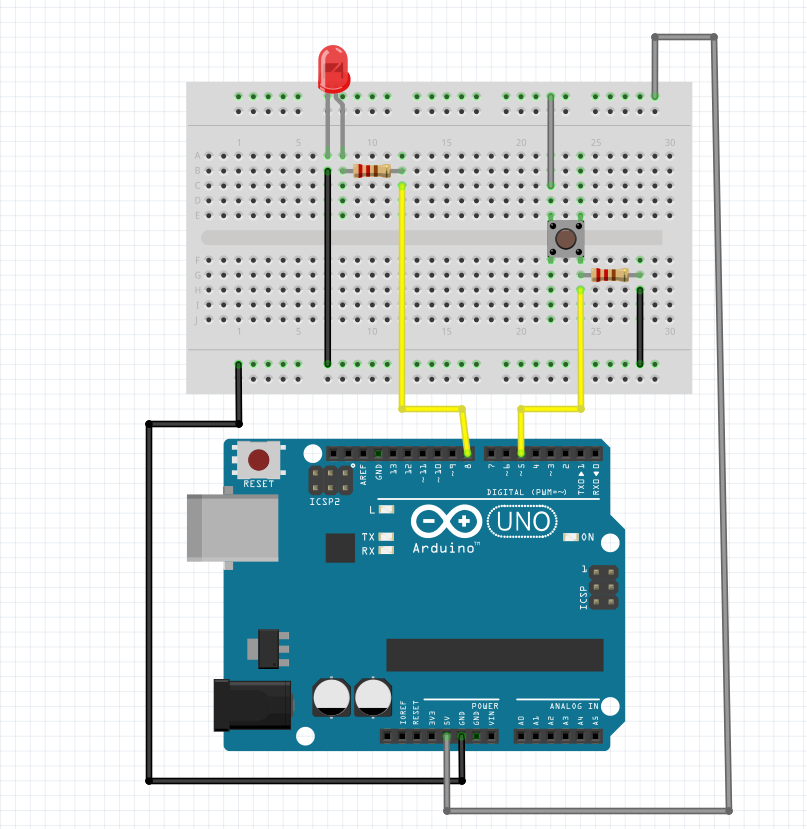 1 5 10 15 20 25 30
A
B
C
D
E
F
G
H
I
J
1 5 10 15 20 25 30
AREF GND 13 12 ~11 ~10 ~9 8 7 ~6 ~5 4 ~3 2 TXD▶1 RXD◀0
RESET
ICSP2
DIGITAL (PWM=~)
L
TX
RX
UNO
ON
Arduino™
1
ICSP
POWER
ANALOG IN
IOREF RESET 3V3 5V GND GND VIN A0 A1 A2 A3 A4 A5